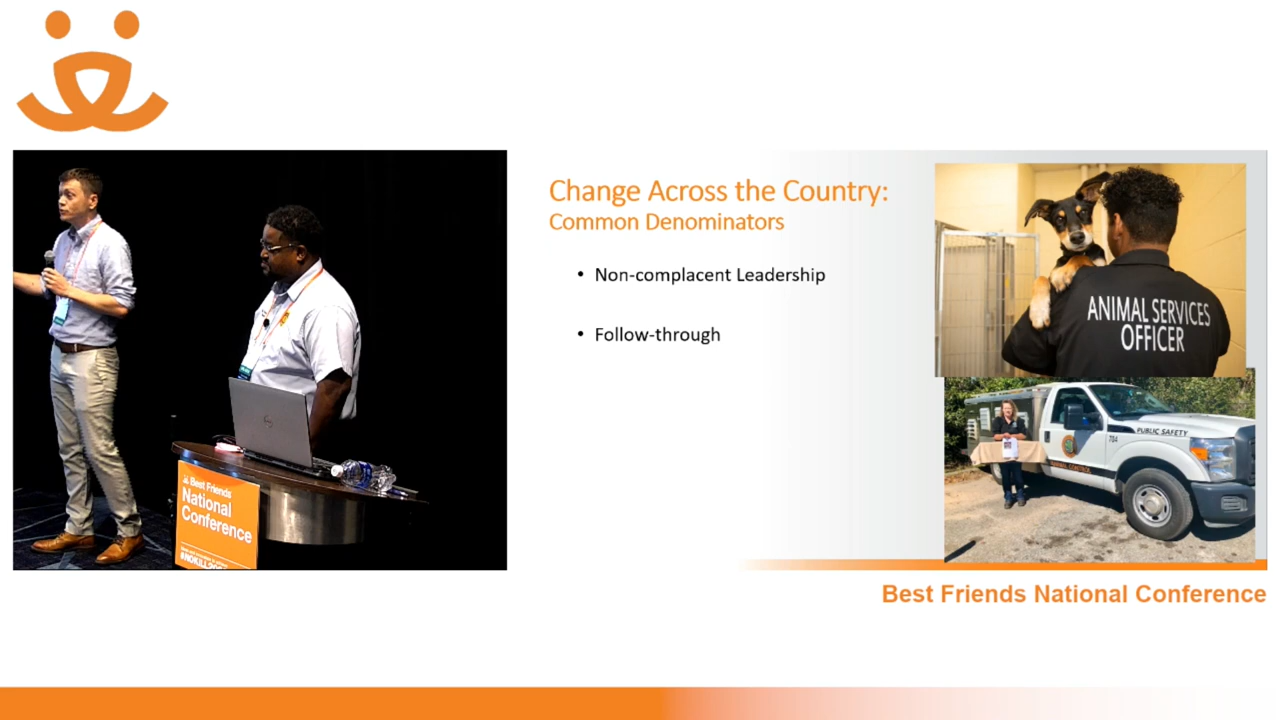 Change Across the Country:
Common Denominators
• Non-complacent Leadership
• Follow-through
ANIMAL SERVICES
OFFICER
PUBLIC SAFETY
704
Best Friends
National
Conference
Best Friends National Conference